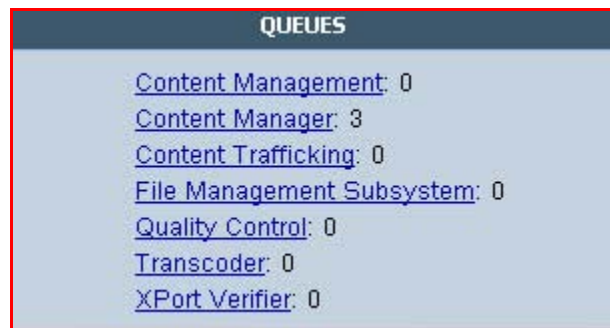 QUEUES
Content Management: 0
Content Manager: 3
Content Trafficking: 0
File Management Subsystem: 0
Quality Control: 0
Transcoder: 0
XPort Verifier: 0